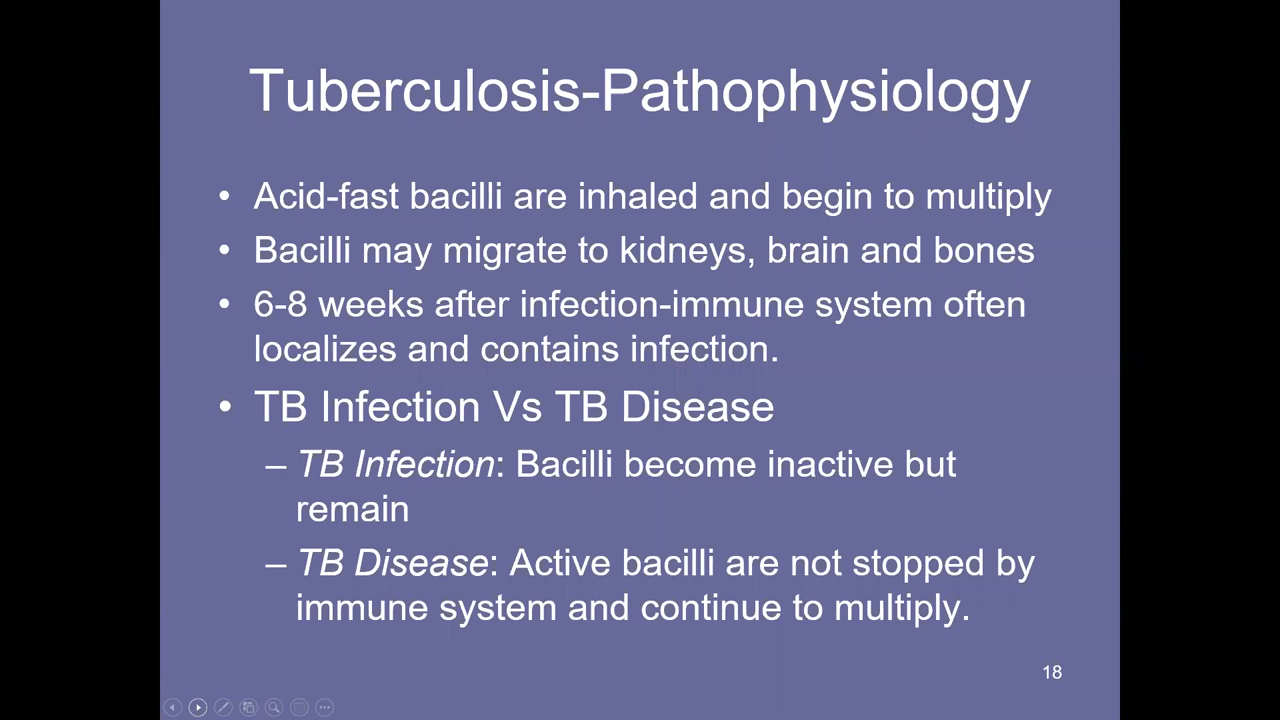 Tuberculosis-Pathophysiology
• Acid-fast bacilli are inhaled and begin to multiply
• Bacilli may migrate to kidneys, brain and bones
• 6-8 weeks after infection-immune system often
localizes and contains infection.
• TB Infection Vs TB Disease
– TB Infection: Bacilli become inactive but
remain
– TB Disease: Active bacilli are not stopped by
immune system and continue to multiply.
18